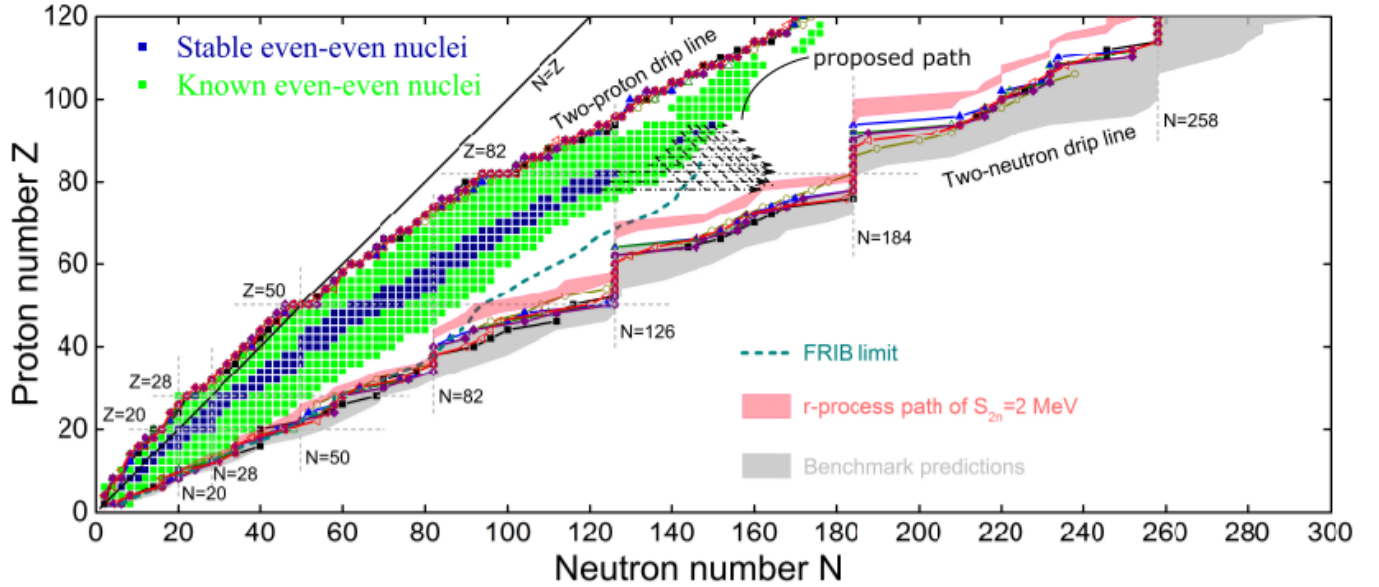 120
100
80
60
40
20
0
Proton number Z
Stable even-even nuclei
Known even-even nuclei
N=Z
Two-proton drip line
proposed path
Z=82
Z=50
Z=28
Z=20
N=20
N=28
N=50
N=82
N=126
N=184
N=258
Two-neutron drip line
FRIB limit
r-process path of S2n=2 MeV
Benchmark predictions
0 20 40 60 80 100 120 140 160 180 200 220 240 260 280 300
Neutron number N